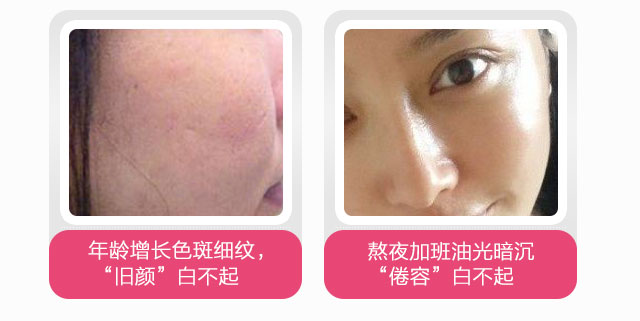 年龄增长色斑细纹，
“旧颜”白不起
熬夜加班油光暗沉
“倦容”白不起